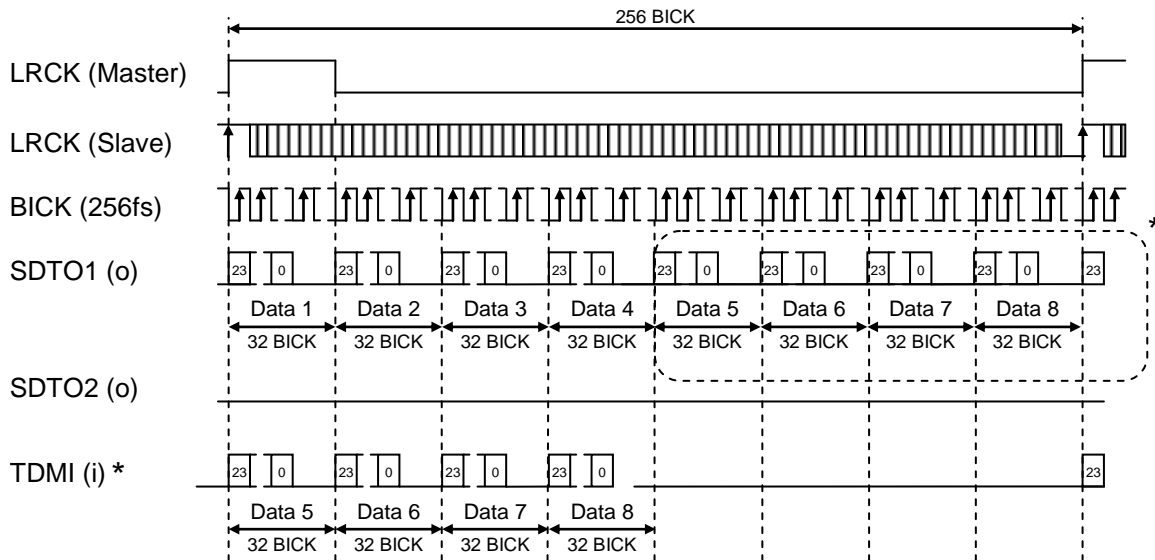 256 BICK
LRCK (Master)
LRCK (Slave)
BICK (256fs)
*
SDTO1 (o)
23 0 23 0 23 0 23 0 23 0 23 0 23 0 23 0 23
Data 1 Data 2 Data 3 Data 4 Data 5 Data 6 Data 7 Data 8
32 BICK 32 BICK 32 BICK 32 BICK 32 BICK 32 BICK 32 BICK 32 BICK
SDTO2 (o)
TDMI (i) *
23 0 23 0 23 0 23 0 23
Data 5 Data 6 Data 7 Data 8
32 BICK 32 BICK 32 BICK 32 BICK